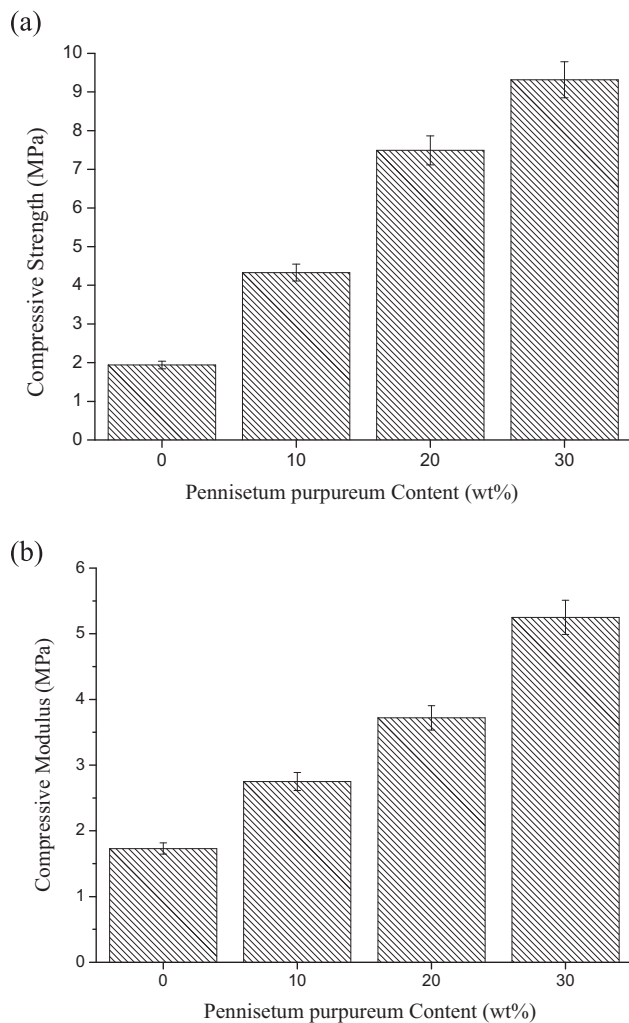 (a)
10
9
8
7
6
5
4
3
2
1
0
Compressive Strength (MPa)
0 10 20 30
Pennisetum purpureum Content (wt%)
(b)
6
5
4
3
2
1
0
Compressive Modulus (MPa)
0 10 20 30
Pennisetum purpureum Content (wt%)